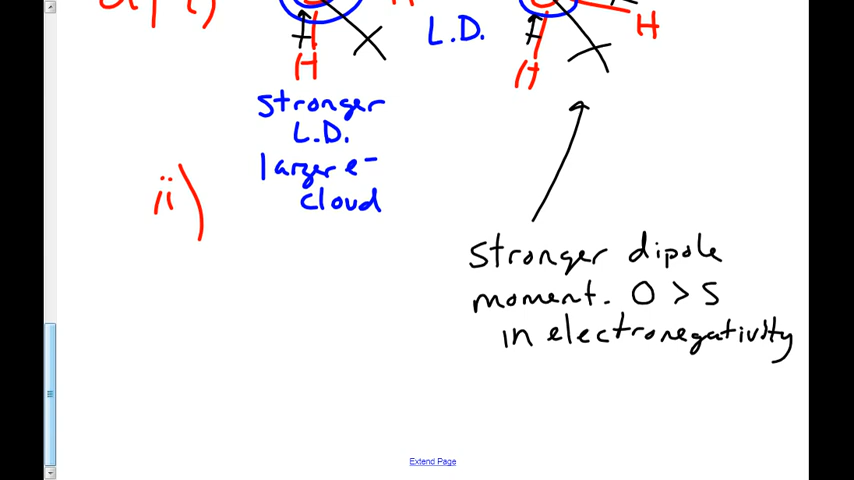 i)
H
L.D.
H
H
H
stronger
L.D.
larger e-
cloud
ii)
stronger dipole
moment. O > S
in electronegativity
Extend Page